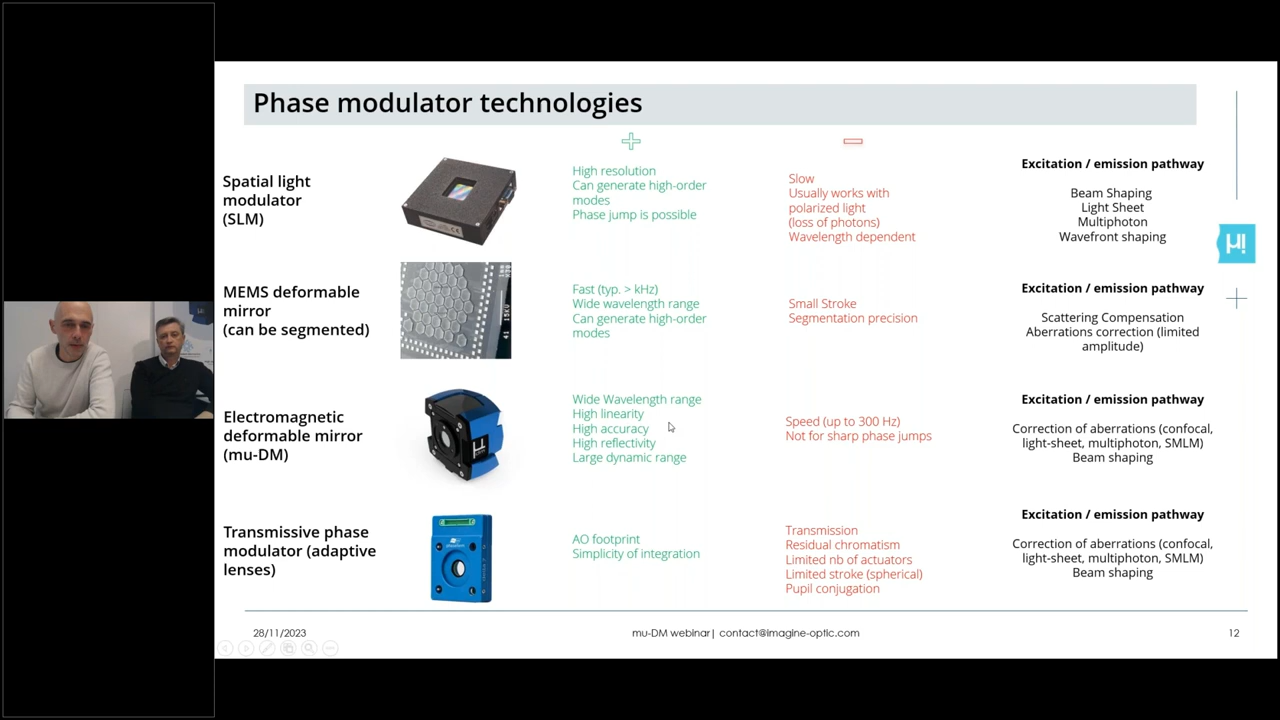 Phase modulator technologies
Spatial light
modulator
(SLM)
High resolution
Can generate high-order
modes
Phase jump is possible
Slow
Usually works with
polarized light
(loss of photons)
Wavelength dependent
Excitation / emission pathway
Beam Shaping
Light Sheet
Multiphoton
Wavefront shaping
MEMS deformable
mirror
(can be segmented)
Fast (typ. > kHz)
Wide wavelength range
Can generate high-order
modes
Small Stroke
Segmentation precision
Excitation / emission pathway
Scattering Compensation
Aberrations correction (limited
amplitude)
Electromagnetic
deformable mirror
(mu-DM)
Wide Wavelength range
High linearity
High accuracy
High reflectivity
Large dynamic range
Speed (up to 300 Hz)
Not for sharp phase jumps
Excitation / emission pathway
Correction of aberrations (confocal,
light-sheet, multiphoton, SMLM)
Beam shaping
Transmissive phase
modulator (adaptive
lenses)
AO footprint
Simplicity of integration
Transmission
Residual chromatism
Limited nb of actuators
Limited stroke (spherical)
Pupil conjugation
Excitation / emission pathway
Correction of aberrations (confocal,
light-sheet, multiphoton, SMLM)
Beam shaping
28/11/2023
mu-DM webinar| contact@imagine-optic.com
12